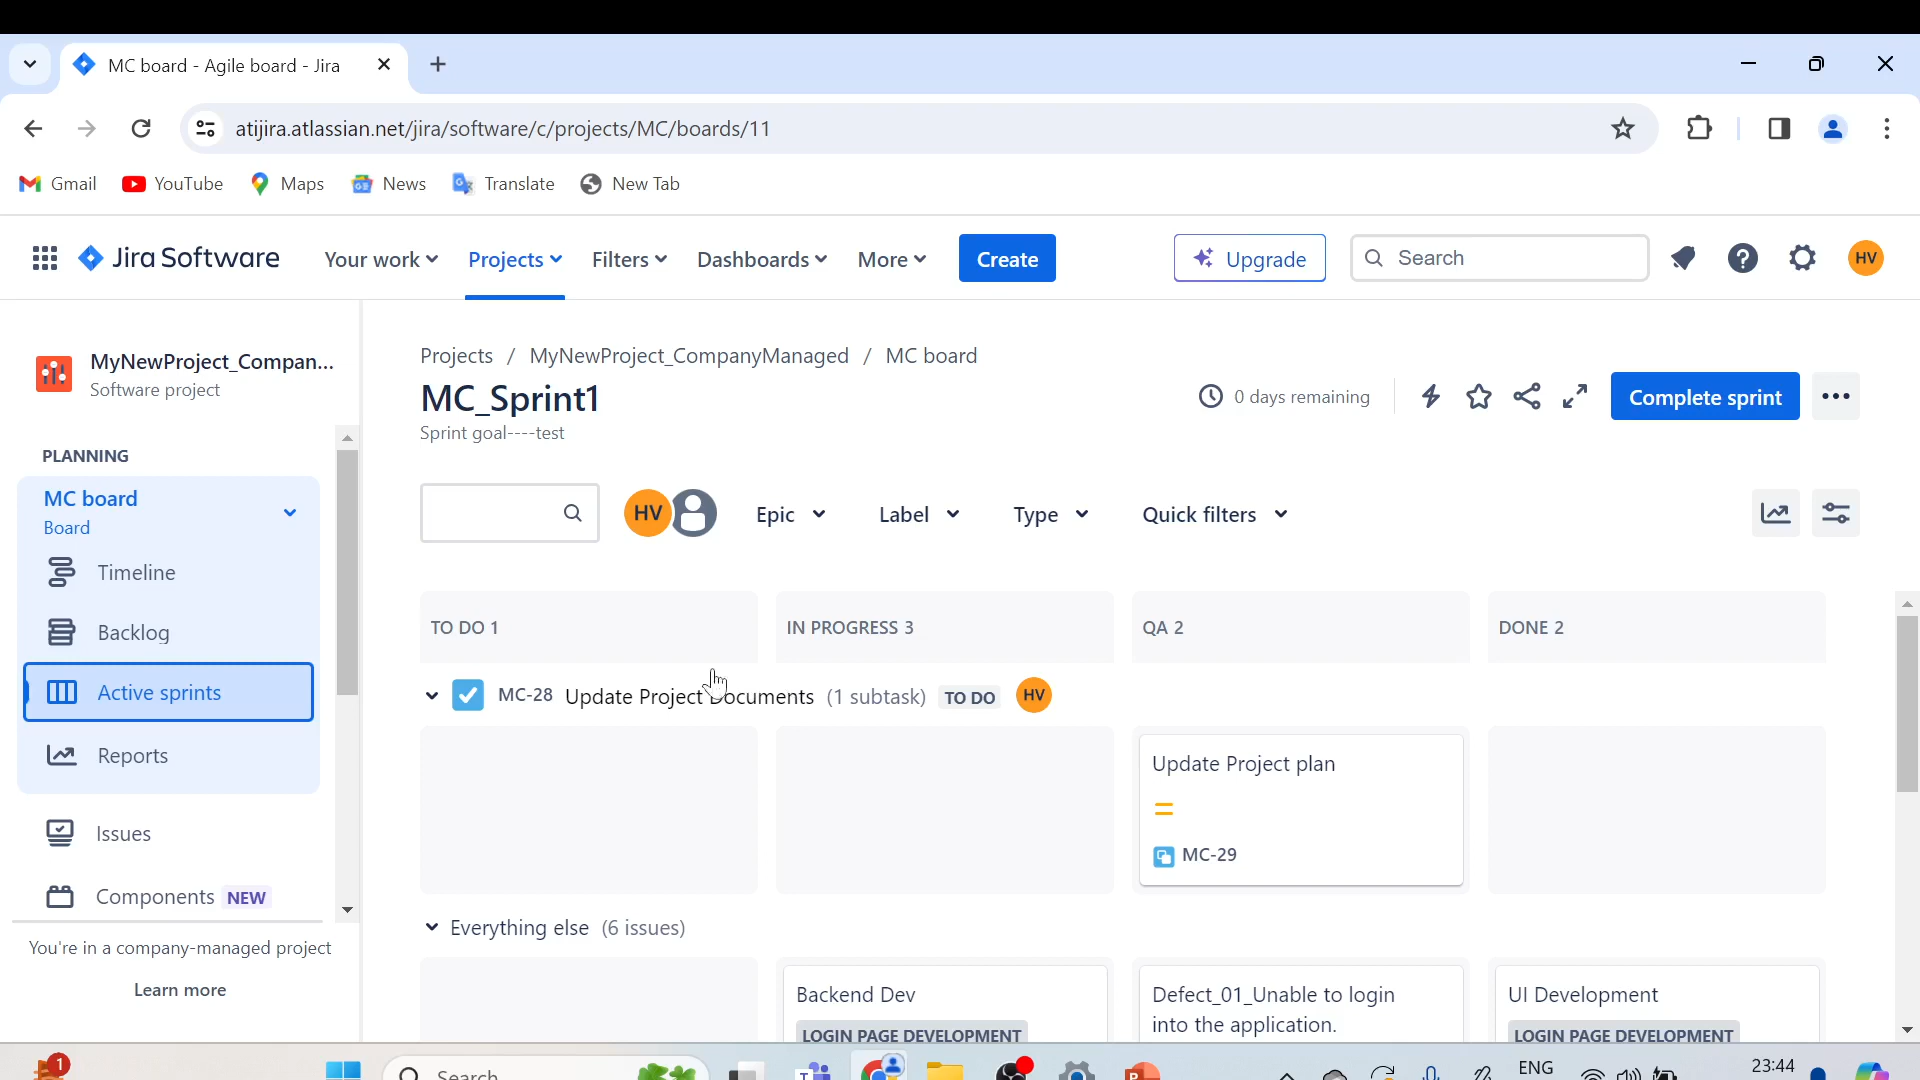 MC board - Agile board - Jira
atijira.atlassian.net/jira/software/c/projects/MC/boards/11
Gmail YouTube Maps News Translate New Tab
Jira Software Your work Projects Filters Dashboards More Create Upgrade Search HV
MyNewProject_Compan...
Software project
PLANNING
MC board
Board
Timeline
Backlog
Active sprints
Reports
Issues
Components NEW
You're in a company-managed project
Learn more
Projects / MyNewProject_CompanyManaged / MC board
MC_Sprint1
Sprint goal----test
0 days remaining
Complete sprint
HV Epic Label Type Quick filters
TO DO 1 IN PROGRESS 3 QA 2 DONE 2
MC-28 Update Project Documents (1 subtask) TO DO HV
Update Project plan
MC-29
Everything else (6 issues)
Backend Dev
LOGIN PAGE DEVELOPMENT
Defect_01_Unable to login
into the application.
UI Development
LOGIN PAGE DEVELOPMENT
1 Search ENG 23:44